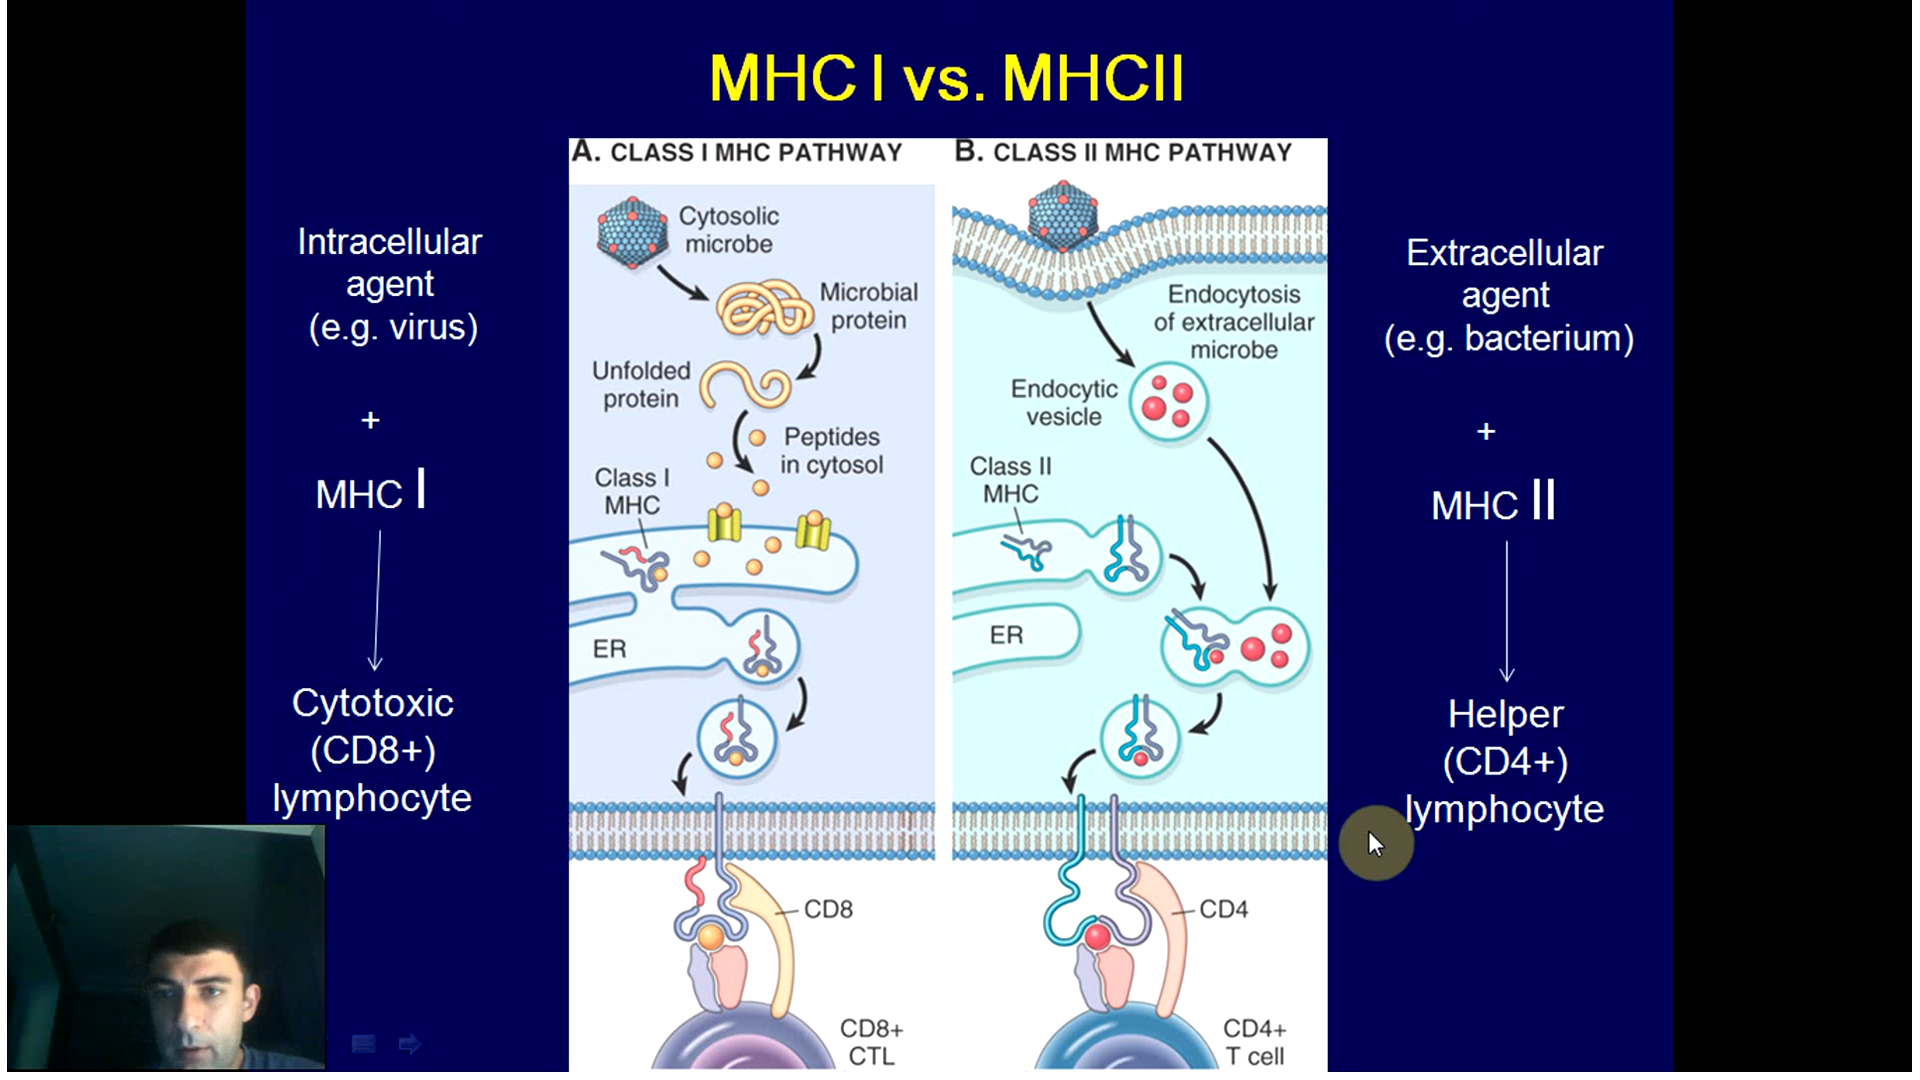 MHC I vs. MHCII
Intracellular
agent
(e.g. virus)
+
MHC I
Cytotoxic
(CD8+)
lymphocyte
A. CLASS I MHC PATHWAY
Cytosolic
microbe
Microbial
protein
Unfolded
protein
Peptides
in cytosol
Class I
MHC
ER
CD8
CD8+
CTL
B. CLASS II MHC PATHWAY
Endocytosis
of extracellular
microbe
Endocytic
vesicle
Class II
MHC
ER
CD4
CD4+
T cell
Extracellular
agent
(e.g. bacterium)
+
MHC II
Helper
(CD4+)
lymphocyte